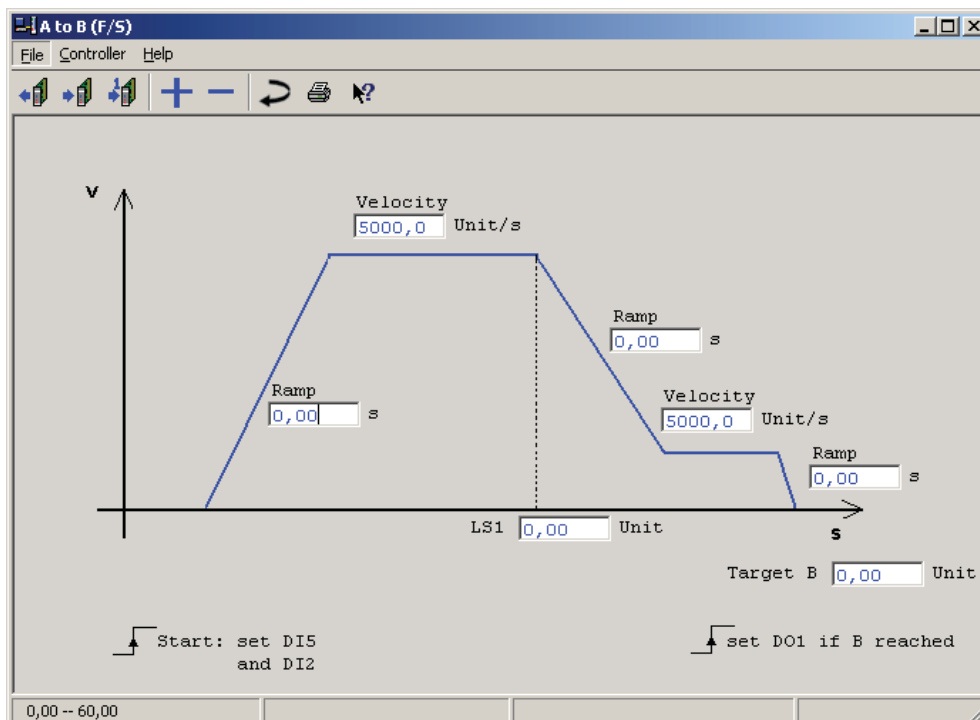 A to B (F/S)
File Controller Help
1
?
V
Velocity
5000,0 Unit/s
Ramp
0,00 s
Ramp
0,00 s
Velocity
5000,0 Unit/s
Ramp
0,00 s
LS1 0,00 Unit
s
Target B 0,00 Unit
Start: set DI5
and DI2
set DO1 if B reached
0,00 -- 60,00